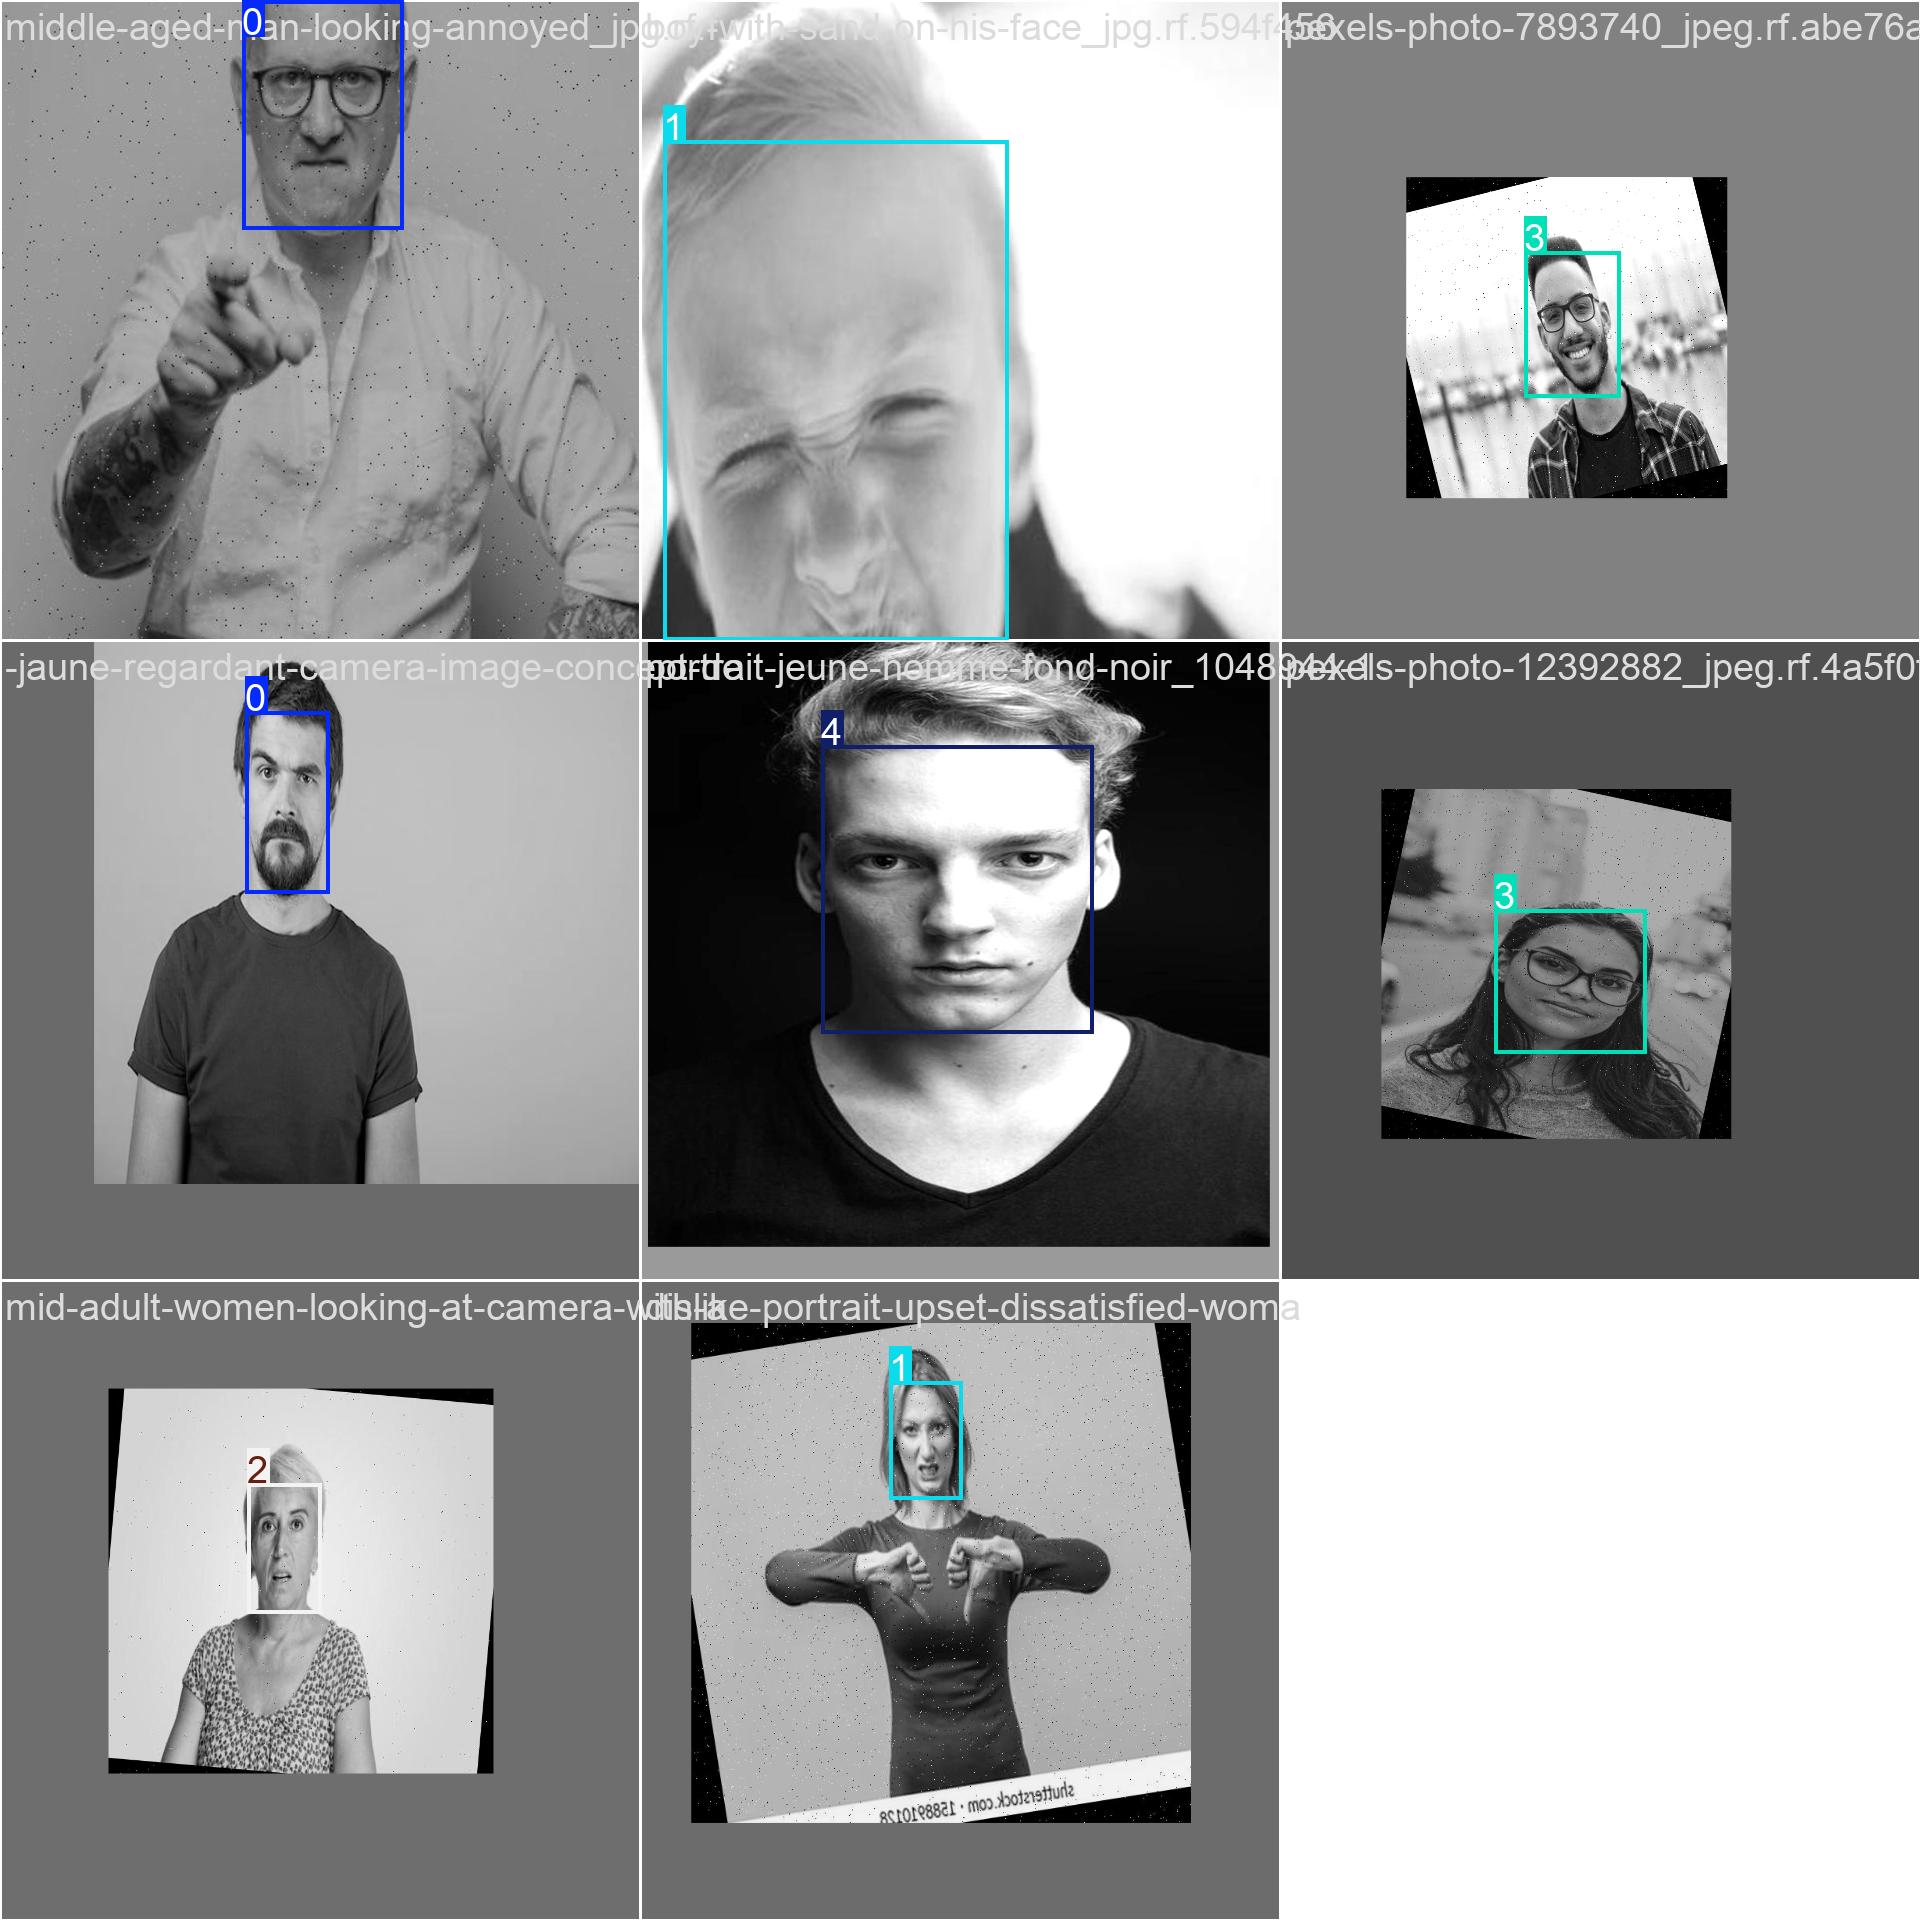 middle-aged-man-looking-annoyed_jpg.rf.
0
boy-with-sand-on-his-face_jpg.rf.594f456
1
pexels-photo-7893740_jpeg.rf.abe76a
3
-jaune-regardant-camera-image-concept-de
0
portrait-jeune-homme-fond-noir_1048944-1
4
pexels-photo-12392882_jpeg.rf.4a5f0
3
mid-adult-women-looking-at-camera-with-a
2
dislike-portrait-upset-dissatisfied-woma
1
shutterstock.com · 1588910128